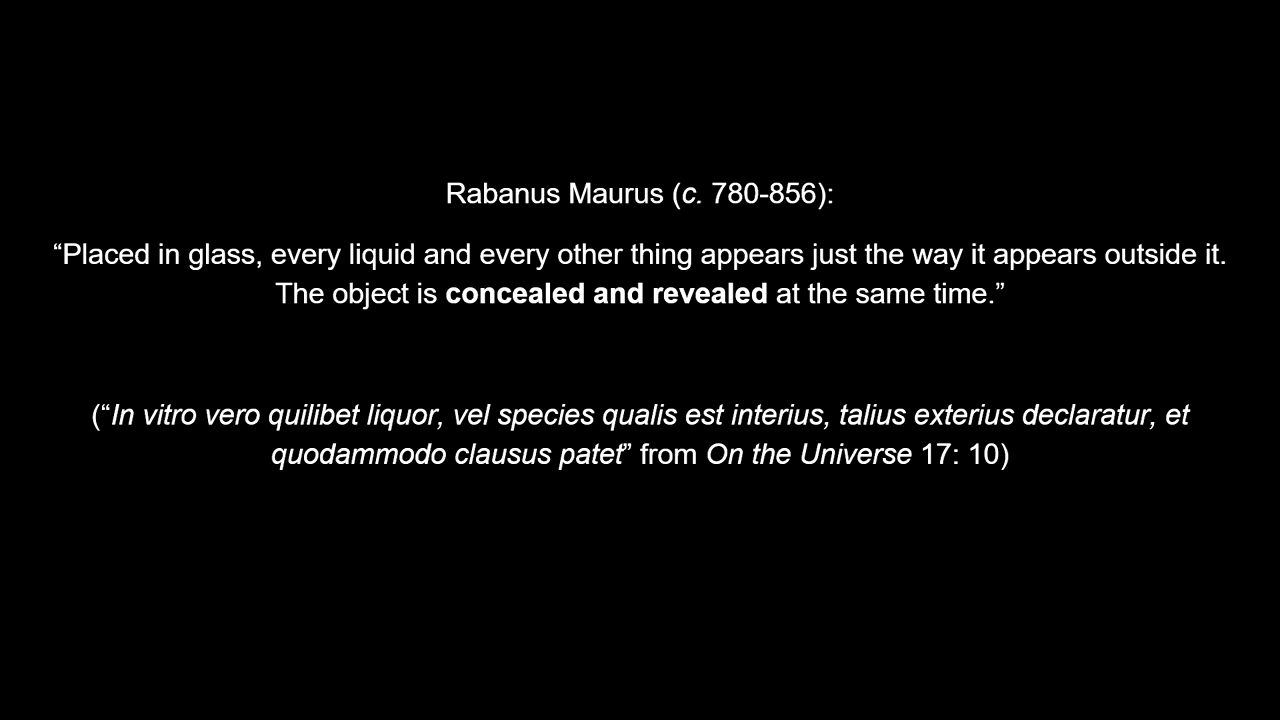 Rabanus Maurus (c. 780-856):
“Placed in glass, every liquid and every other thing appears just the way it appears outside it.
The object is concealed and revealed at the same time.”
(“In vitro vero quilibet liquor, vel species qualis est interius, talius exterius declaratur, et
quodammodo clausus patet” from On the Universe 17: 10)